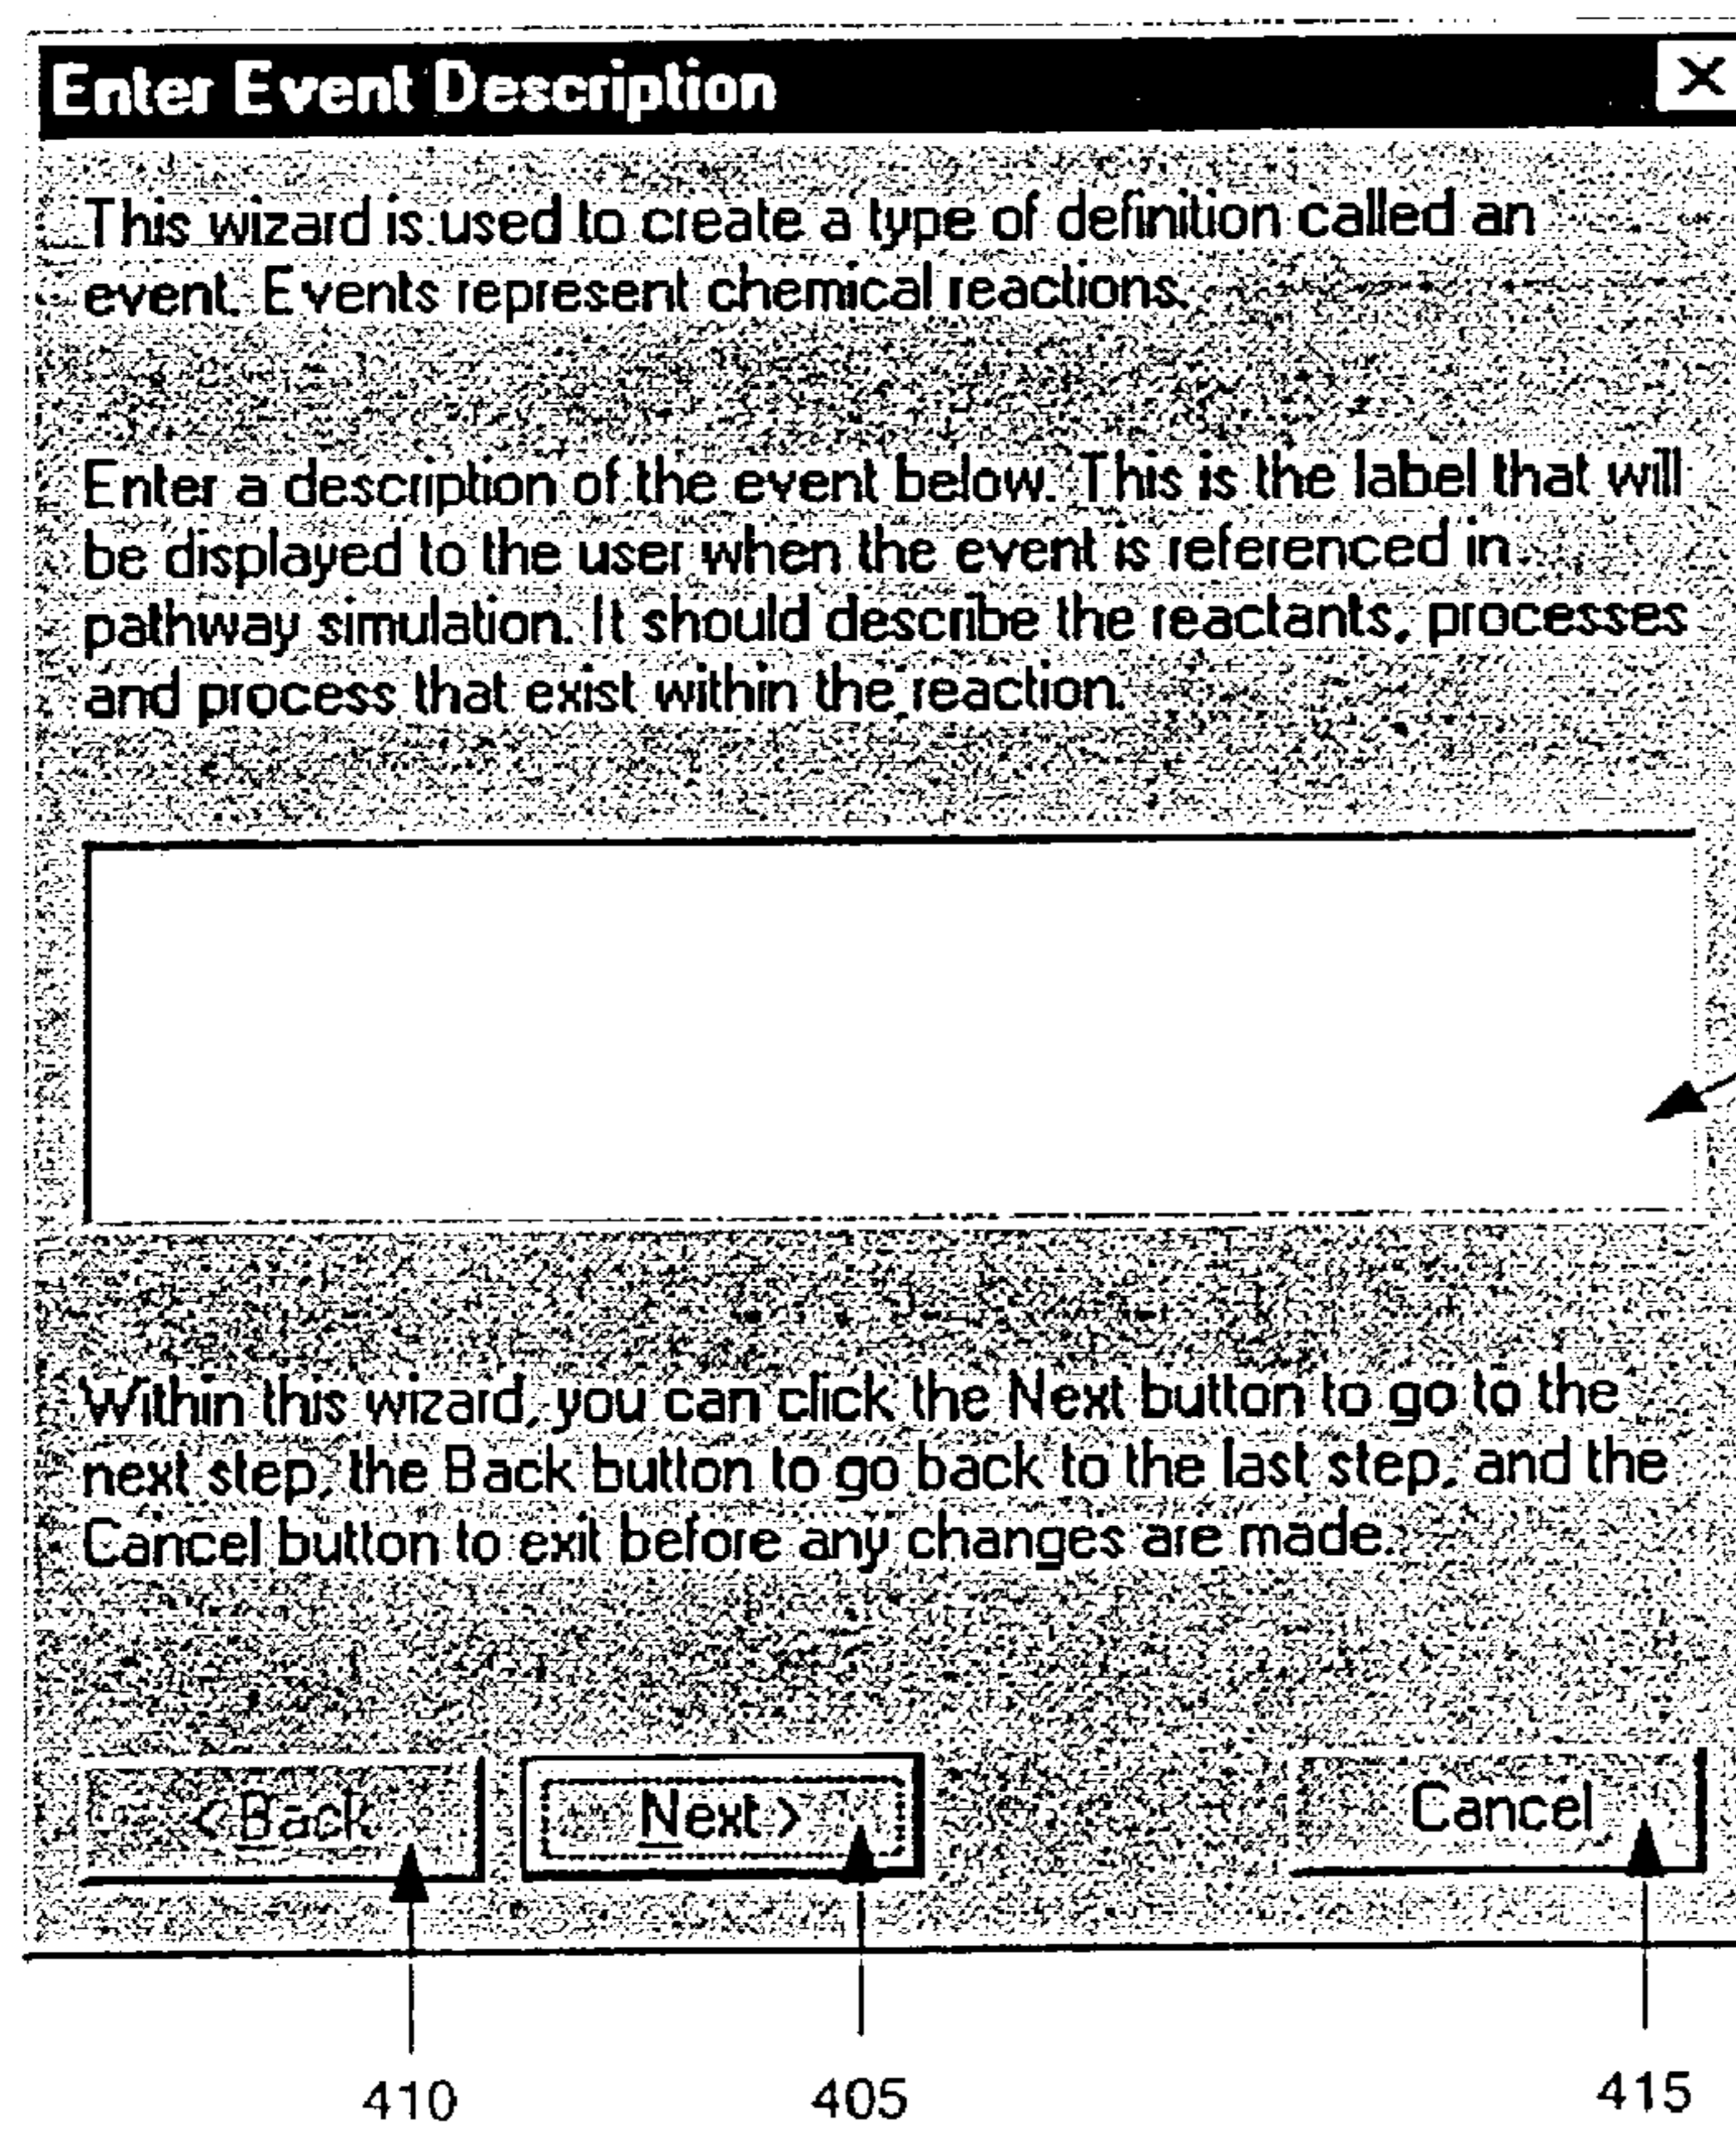 Enter Event Description
This wizard is used to create a type of definition called an
event. Events represent chemical reactions.
Enter a description of the event below. This is the label that will
be displayed to the user when the event is referenced in
pathway simulation. It should describe the reactants, processes
and process that exist within the reaction.
Within this wizard, you can click the Next button to go to the
next step, the Back button to go back to the last step, and the
Cancel button to exit before any changes are made.
< Back Next > Cancel
410 405 415